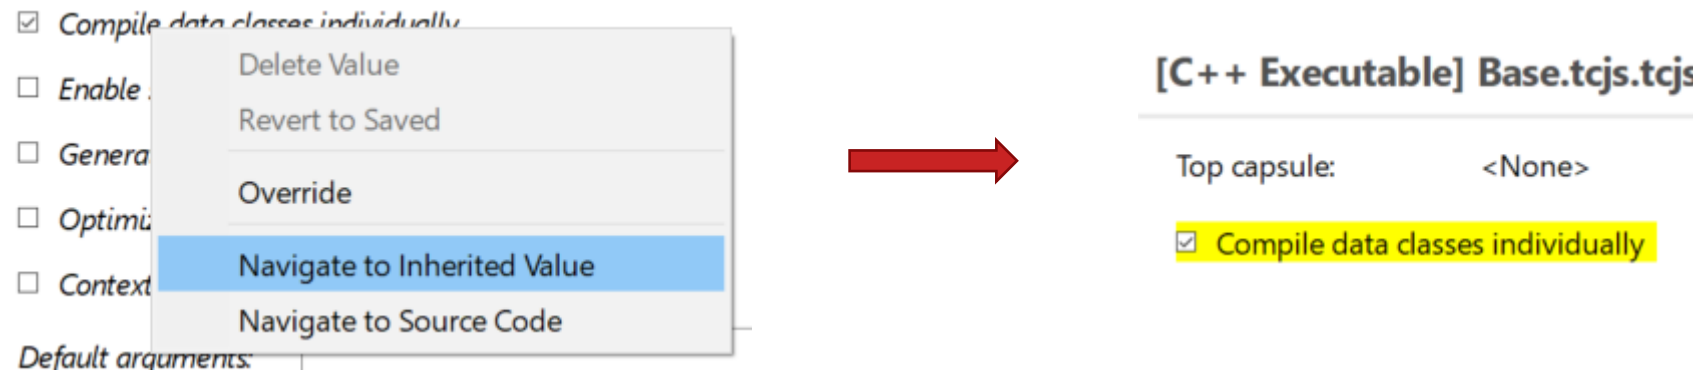 Compile data classes individually
Enable
Genera
Optimiz
Context
Default arguments:
Delete Value
Revert to Saved
Override
Navigate to Inherited Value
Navigate to Source Code
[C++ Executable] Base.tcjs.tcjs
Top capsule: <None>
Compile data classes individually